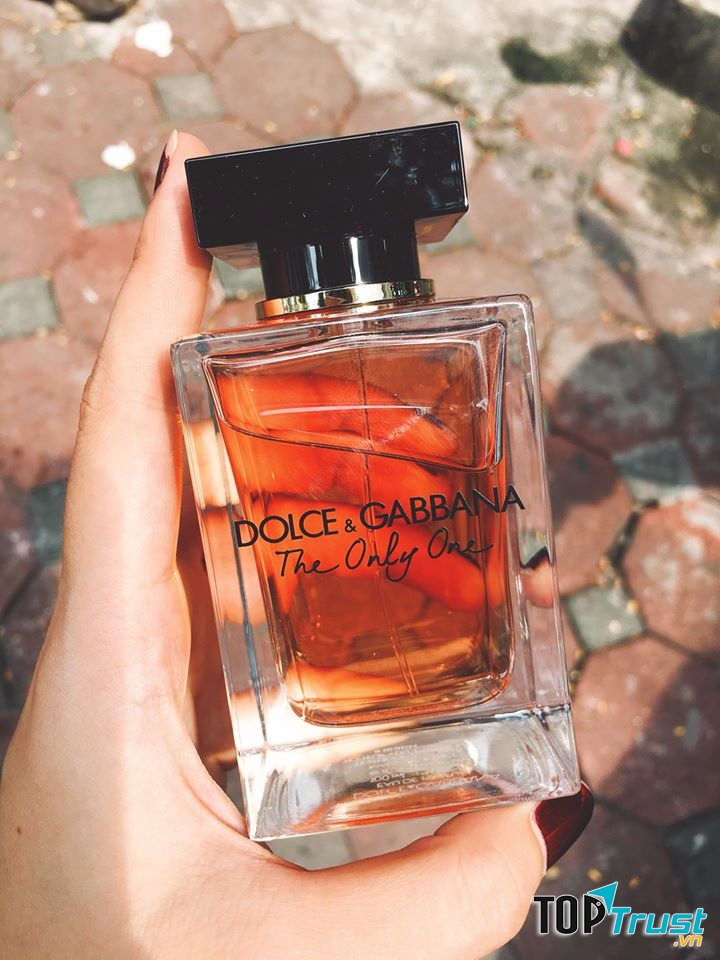 DOLCE & GABBANA
The Only One
TOPTrust
.vn